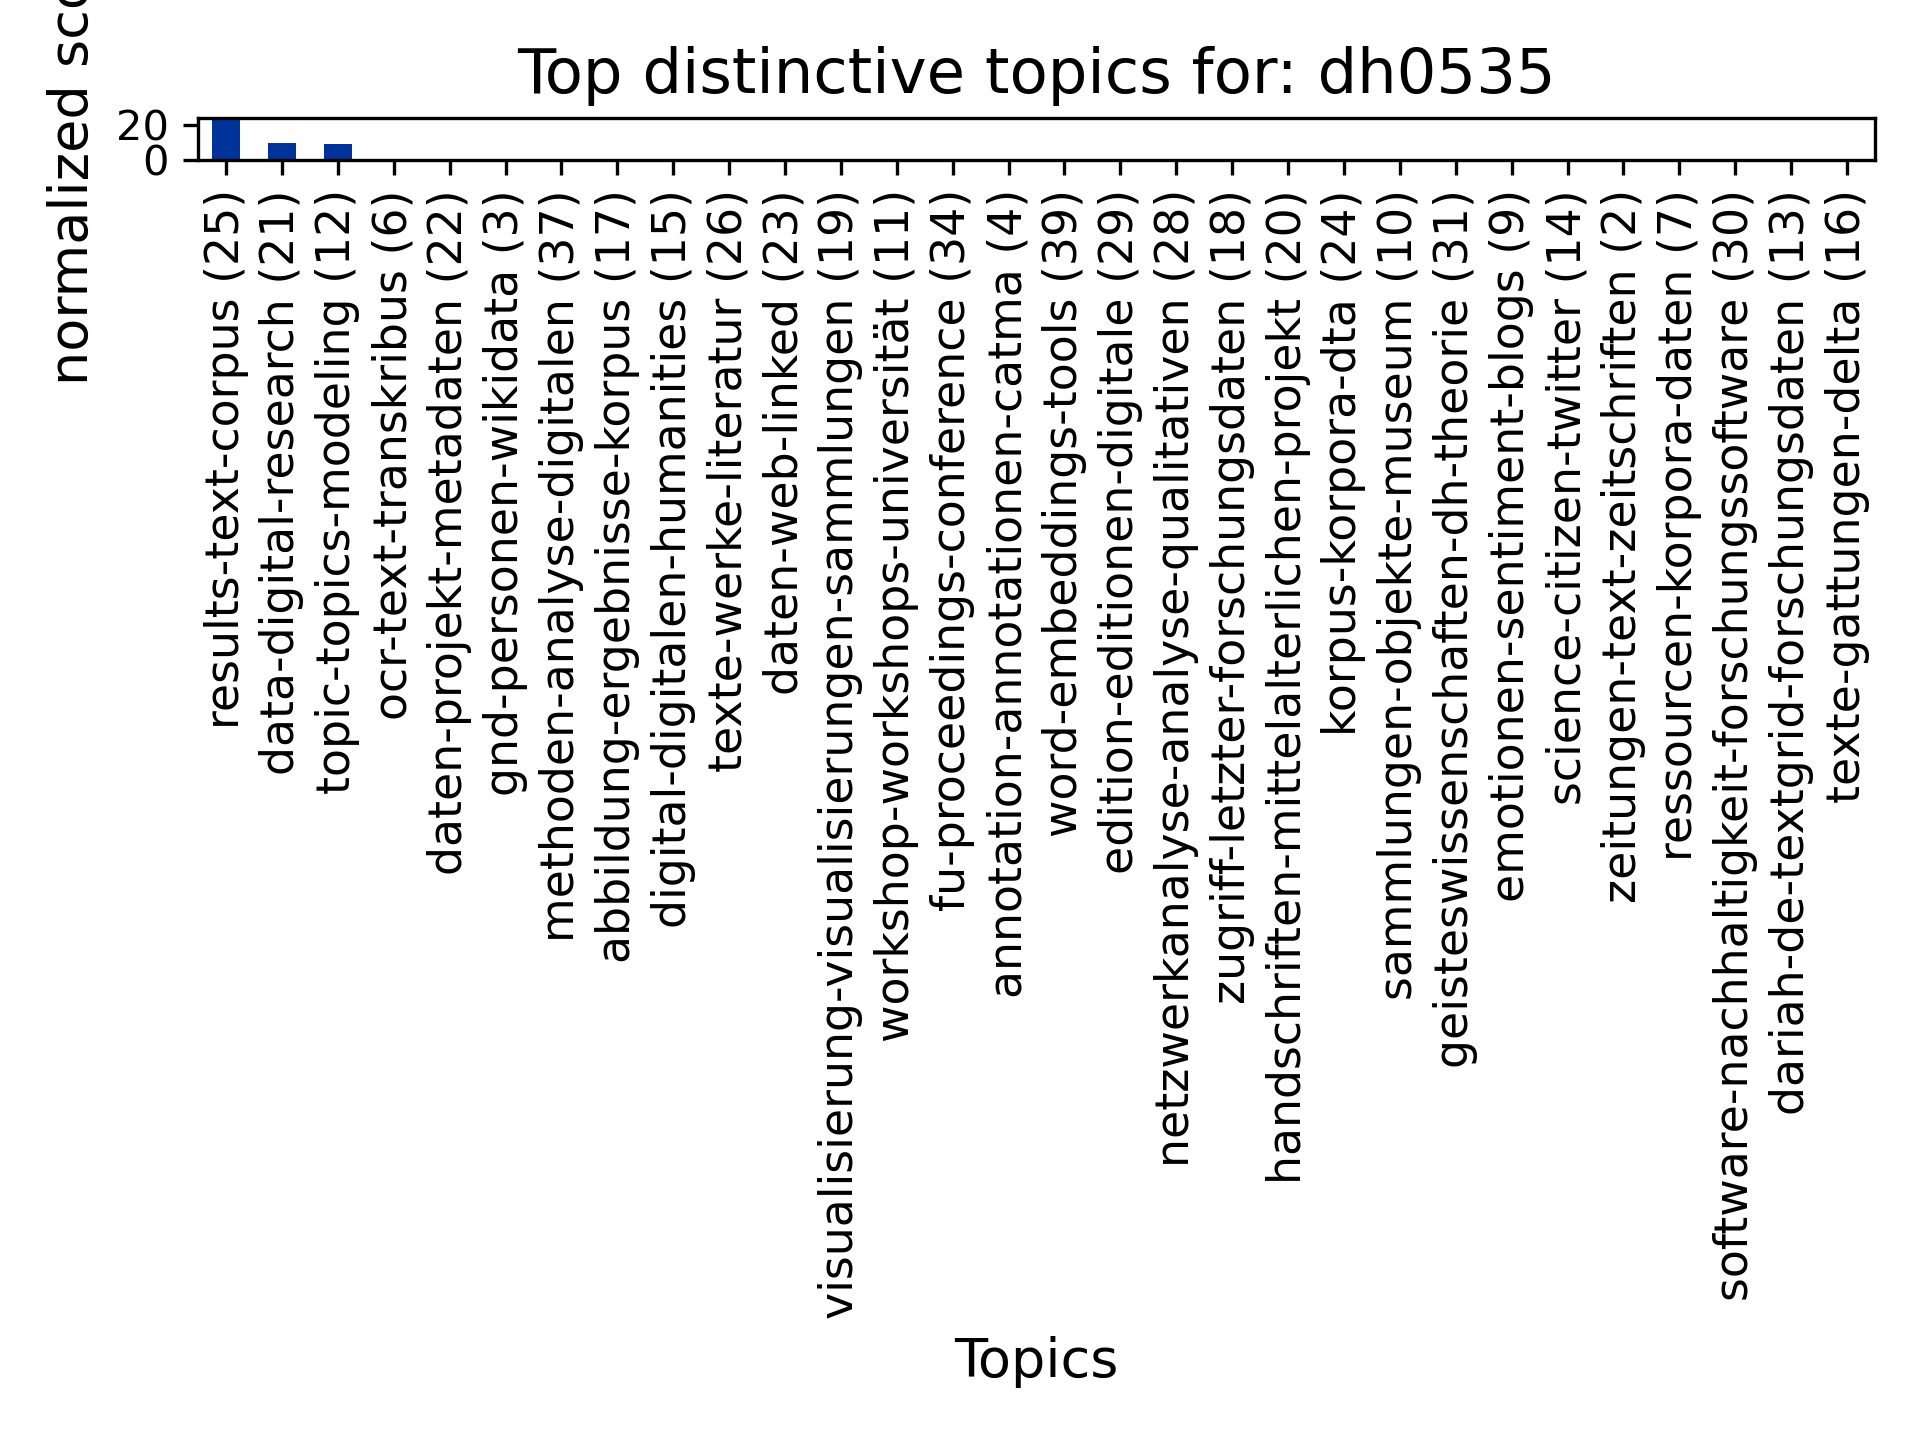 Top distinctive topics for: dh0535
normalized sco
20
0
results-text-corpus (25)
data-digital-research (21)
topic-topics-modeling (12)
ocr-text-transkribus (6)
daten-projekt-metadaten (22)
gnd-personen-wikidata (3)
methoden-analyse-digitalen (37)
abbildung-ergebnisse-korpus (17)
digital-digitalen-humanities (15)
texte-werke-literatur (26)
daten-web-linked (23)
visualisierung-visualisierungen-sammlungen (19)
workshop-workshops-universität (11)
fu-proceedings-conference (34)
annotation-annotationen-catma (4)
word-embeddings-tools (39)
edition-editionen-digitale (29)
netzwerkanalyse-analyse-qualitativen (28)
zugriff-letzter-forschungsdaten (18)
handschriften-mittelalterlichen-projekt (20)
korpus-korpora-dta (24)
sammlungen-objekte-museum (10)
geisteswissenschaften-dh-theorie (31)
emotionen-sentiment-blogs (9)
science-citizen-twitter (14)
zeitungen-text-zeitschriften (2)
ressourcen-korpora-daten (7)
software-nachhaltigkeit-forschungssoftware (30)
dariah-de-textgrid-forschungsdaten (13)
texte-gattungen-delta (16)
Topics